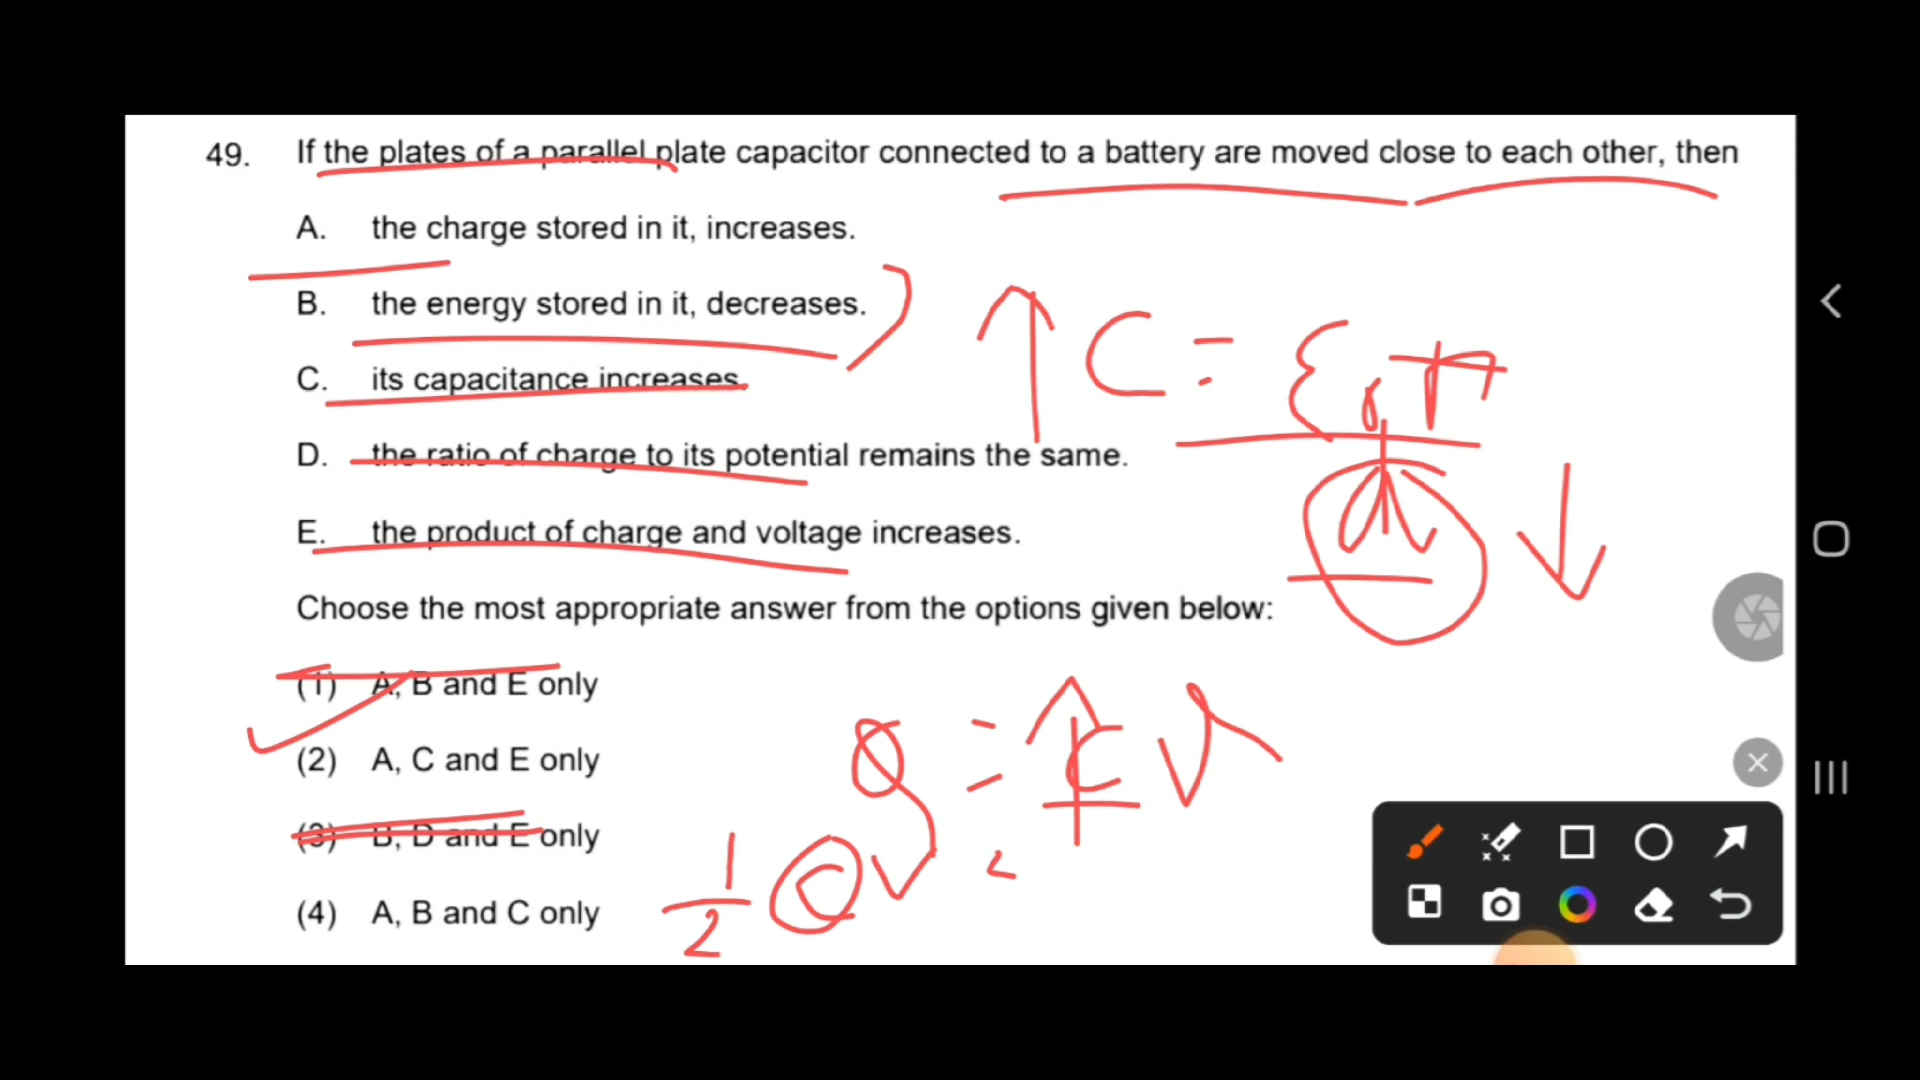 49. If the plates of a parallel plate capacitor connected to a battery are moved close to each other, then
A. the charge stored in it, increases.
B. the energy stored in it, decreases.
C. its capacitance increases.
D. the ratio of charge to its potential remains the same.
E. the product of charge and voltage increases.
Choose the most appropriate answer from the options given below:
(1) A, B and E only
(2) A, C and E only
(3) B, D and E only
(4) A, B and C only
↑ C =
Q = C V
1/2 C V